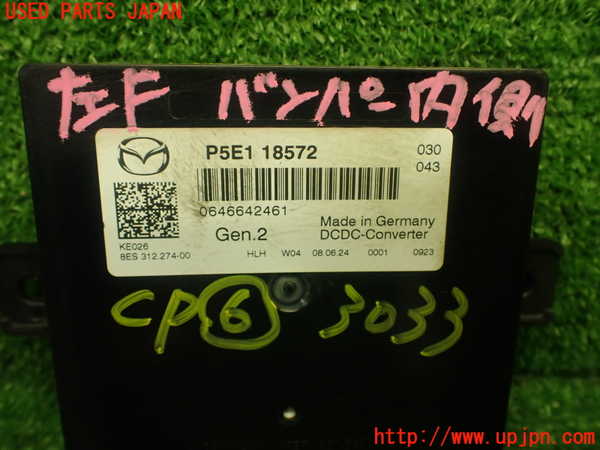 USED PARTS JAPAN
左F バンパー内側
P5E1 18572
030
043
0646642461
Made in Germany
Gen.2
DCDC-Converter
KE026
8ES 312.274-00
HLH W04 08.06.24 0001 0923
CP⑥ 3033
http://www.upjpn.com/